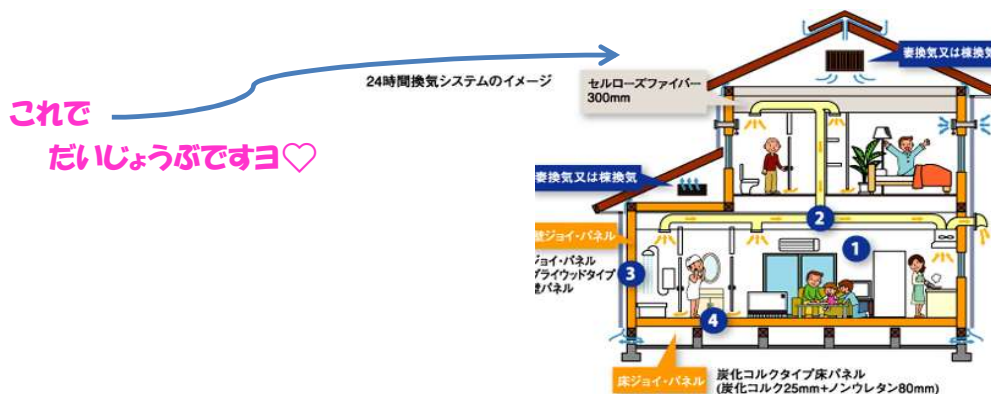 これで
だいじょうぶですヨ♡
24時間換気システムのイメージ
セルローズファイバー
300mm
妻換気又は棟換気
妻換気又は棟換気
2
1
壁ジョイ・パネル
ジョイ・パネル
プライウッドタイプ
壁パネル
3
4
床ジョイ・パネル
炭化コルクタイプ床パネル
(炭化コルク25mm+ノンウレタン80mm)